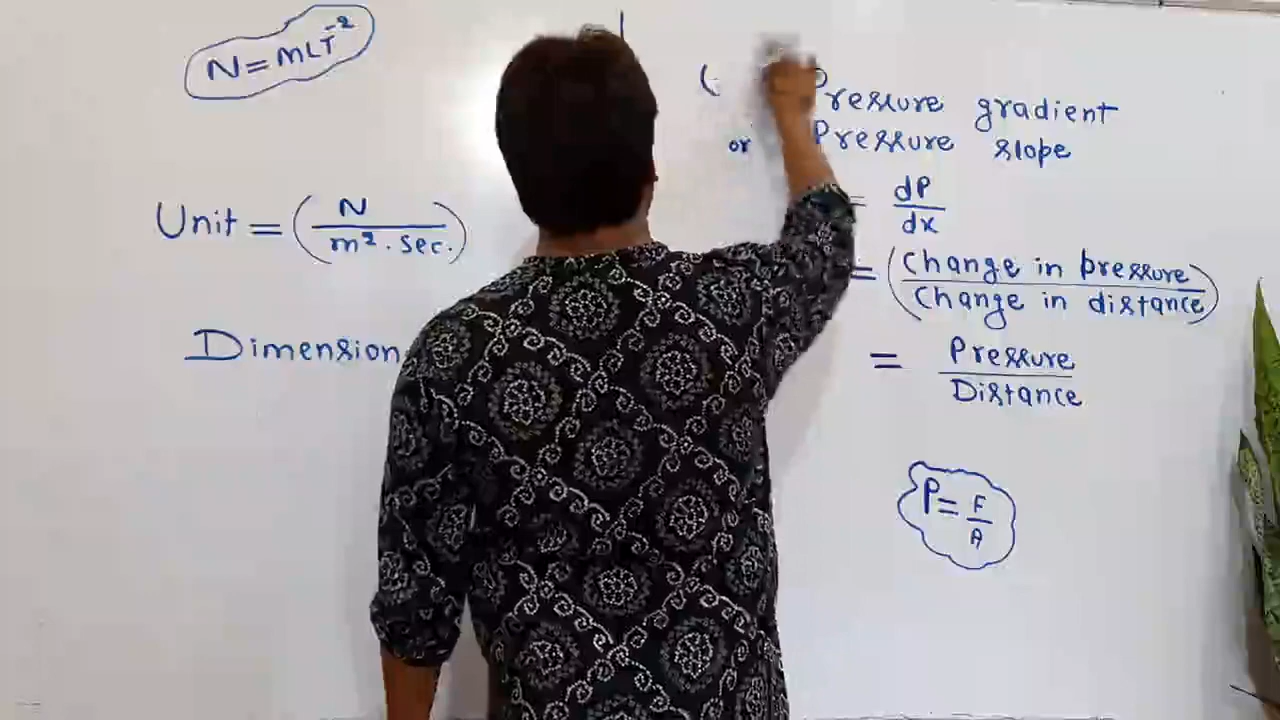 N = MLT⁻²
Unit = ( N / m². sec. )
Dimension
( Pressure gradient
or Pressure slope
= dP / dx
= ( Change in pressure / Change in distance )
= Pressure / Distance
P = F / A